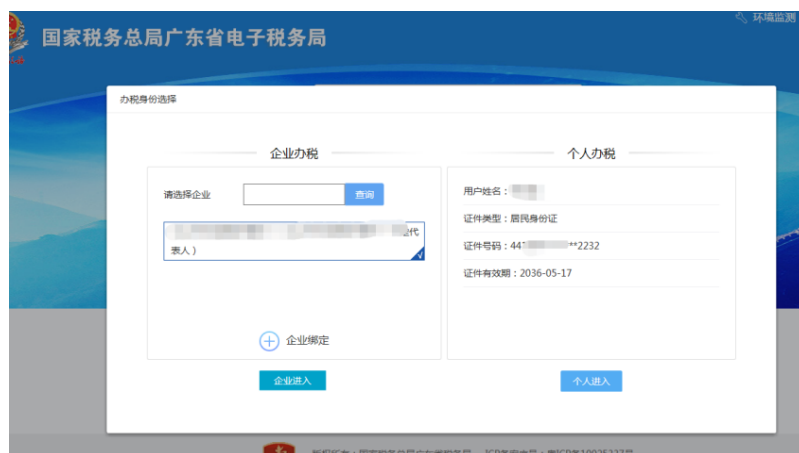 环境监测
国家税务总局广东省电子税务局
办税身份选择
企业办税
请选择企业 查询
代
表人）
企业绑定
企业进入
个人办税
用户姓名：
证件类型：居民身份证
证件号码：44 **2232
证件有效期：2036-05-17
个人进入